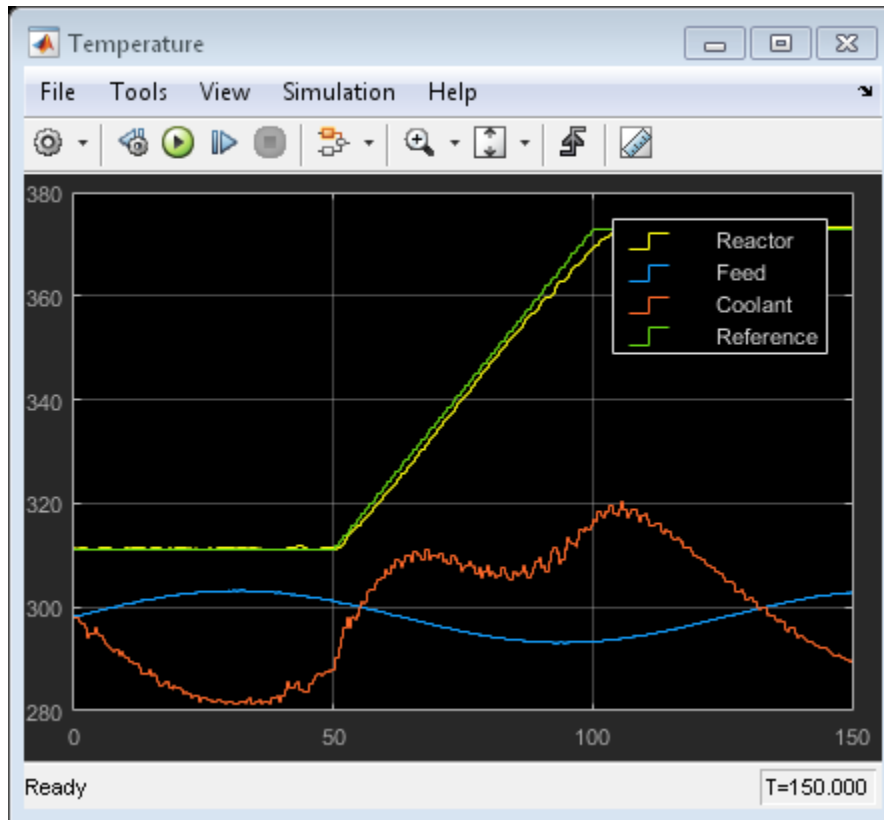 Temperature
File Tools View Simulation Help
380
360
340
320
300
280
0 50 100 150
Reactor
Feed
Coolant
Reference
Ready T=150.000